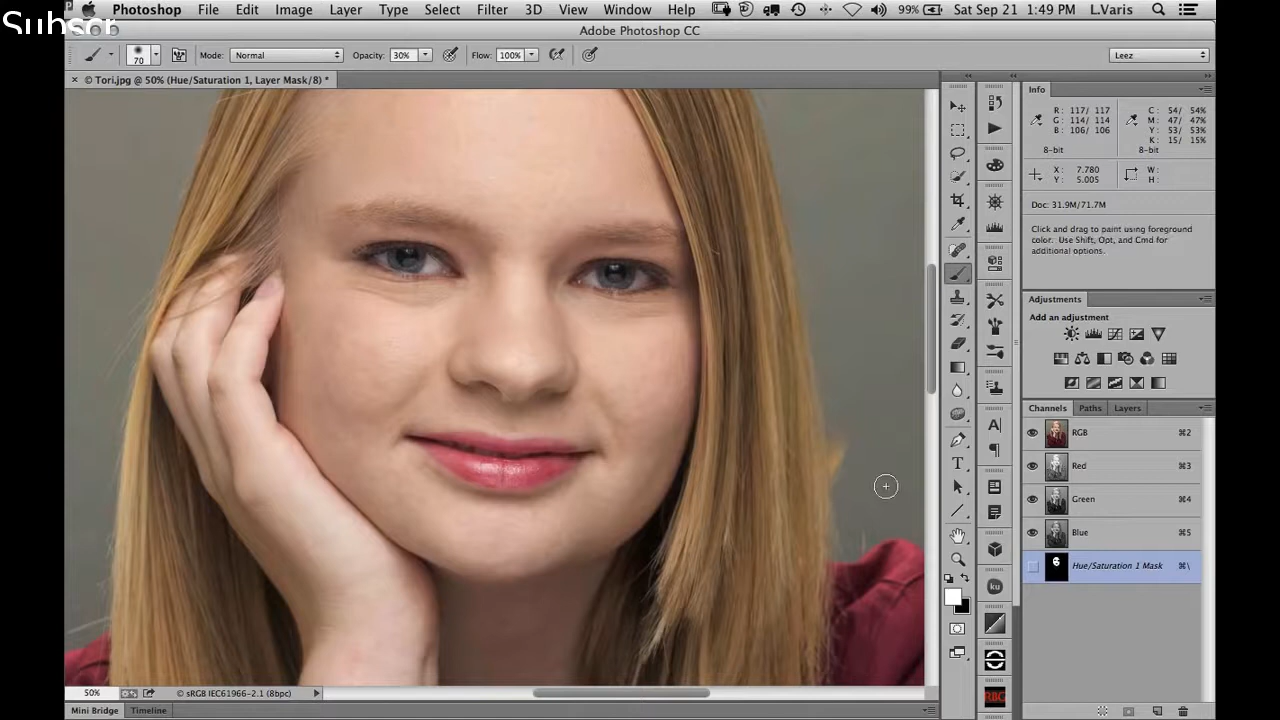 Subscr
Photoshop File Edit Image Layer Type Select Filter 3D View Window Help 99% Sat Sep 21 1:49 PM L.Varis
Adobe Photoshop CC
70 Mode: Normal Opacity: 30% Flow: 100% Leez
× © Tori.jpg @ 50% (Hue/Saturation 1, Layer Mask/8) *
Info
R: 117/ 117 C: 54/ 54%
G: 114/ 114 M: 47/ 47%
B: 106/ 106 Y: 53/ 53%
K: 15/ 15%
8-bit 8-bit
X: 7.780 W:
Y: 5.005 H:
Doc: 31.9M/71.7M
Click and drag to paint using foreground
color. Use Shift, Opt, and Cmd for
additional options.
Adjustments
Add an adjustment
Channels Paths Layers
RGB ⌘2
Red ⌘3
Green ⌘4
Blue ⌘5
Hue/Saturation 1 Mask ⌘\
ku
RBG
50% © sRGB IEC61966-2.1 (8bpc)
Mini Bridge Timeline